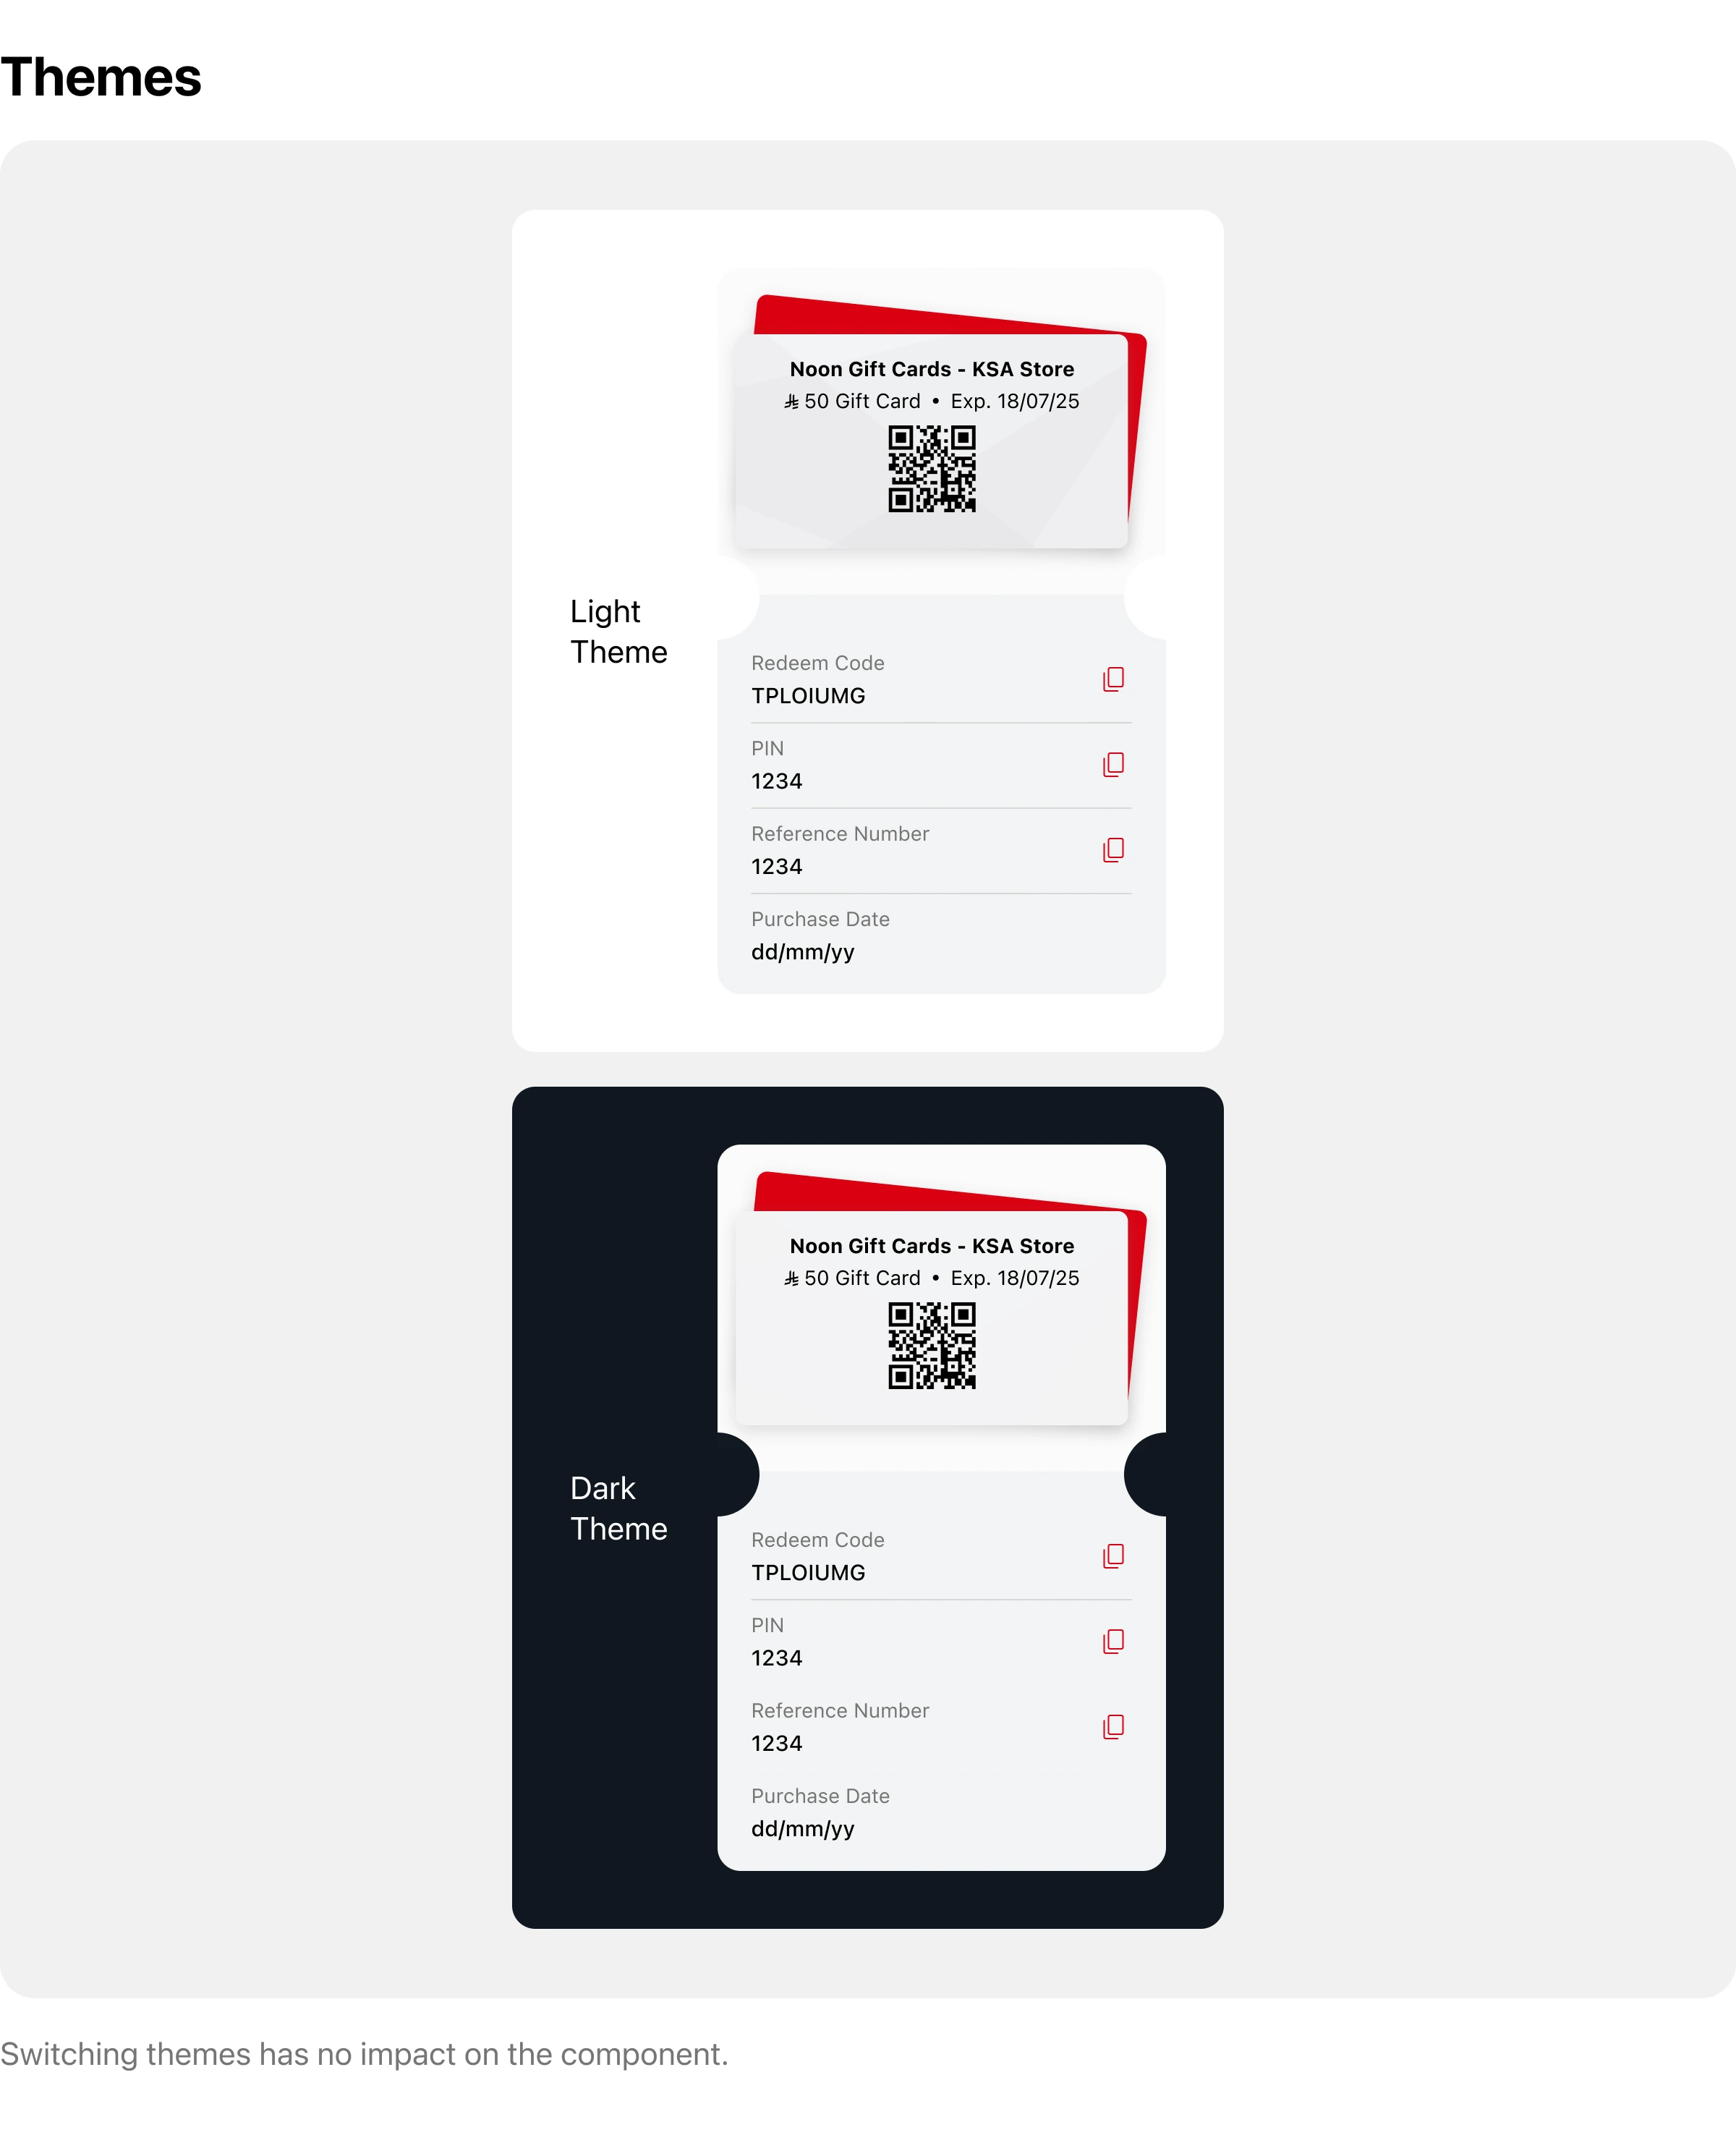 Themes
Noon Gift Cards - KSA Store
⃁ 50 Gift Card • Exp. 18/07/25
Light
Theme
Redeem Code
TPLOIUMG
PIN
1234
Reference Number
1234
Purchase Date
dd/mm/yy
Noon Gift Cards - KSA Store
⃁ 50 Gift Card • Exp. 18/07/25
Dark
Theme
Redeem Code
TPLOIUMG
PIN
1234
Reference Number
1234
Purchase Date
dd/mm/yy
Switching themes has no impact on the component.